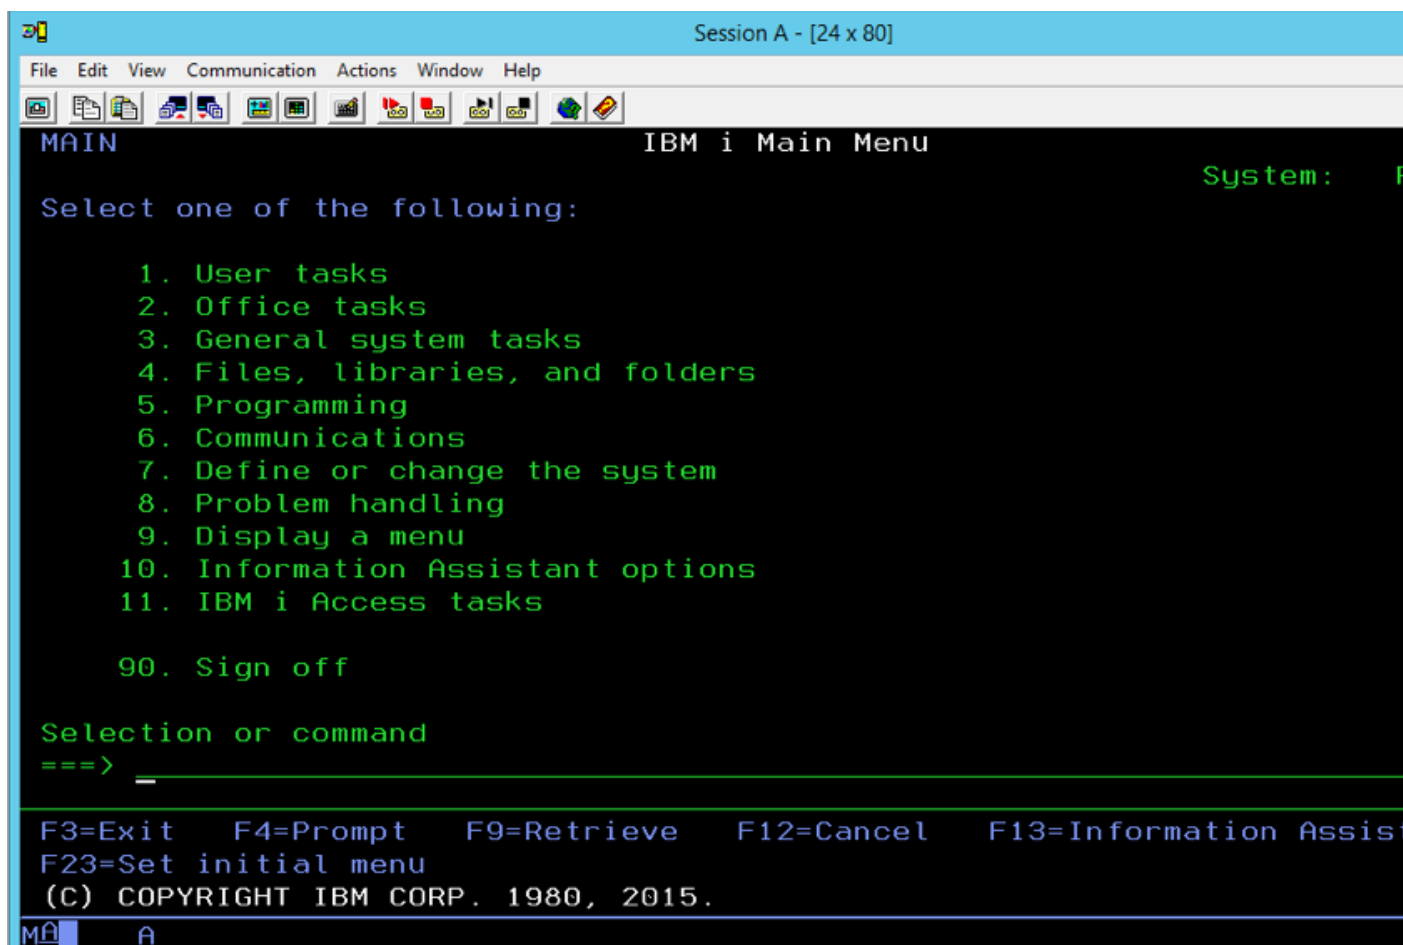 Session A - [24 x 80]
File Edit View Communication Actions Window Help
MAIN IBM i Main Menu
System:
Select one of the following:
1. User tasks
2. Office tasks
3. General system tasks
4. Files, libraries, and folders
5. Programming
6. Communications
7. Define or change the system
8. Problem handling
9. Display a menu
10. Information Assistant options
11. IBM i Access tasks
90. Sign off
Selection or command
===>
F3=Exit F4=Prompt F9=Retrieve F12=Cancel F13=Information Assis
F23=Set initial menu
(C) COPYRIGHT IBM CORP. 1980, 2015.
MA A